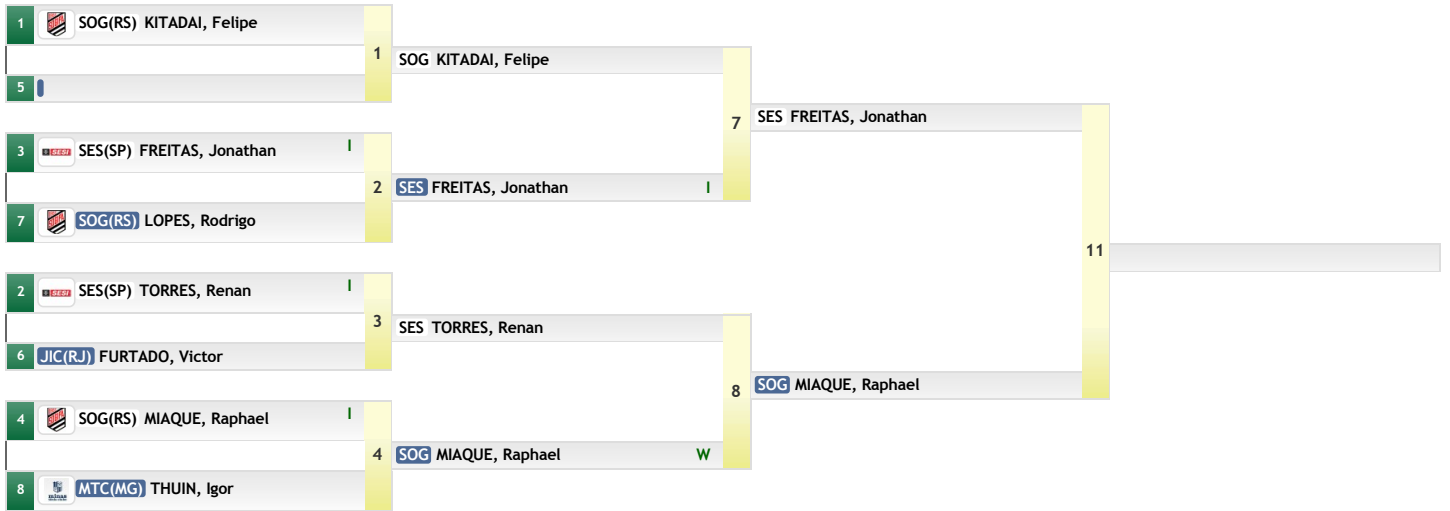 1 SOG(RS) KITADAI, Felipe
1
SOG KITADAI, Felipe
5
7
SES FREITAS, Jonathan
3 SESI SES(SP) FREITAS, Jonathan I
2
SES FREITAS, Jonathan I
7 SOG(RS) LOPES, Rodrigo
11
2 SESI SES(SP) TORRES, Renan I
3
SES TORRES, Renan
6 JIC(RJ) FURTADO, Victor
8
SOG MIAQUE, Raphael
4 SOG(RS) MIAQUE, Raphael I
4
SOG MIAQUE, Raphael W
8 minas MTC(MG) THUIN, Igor